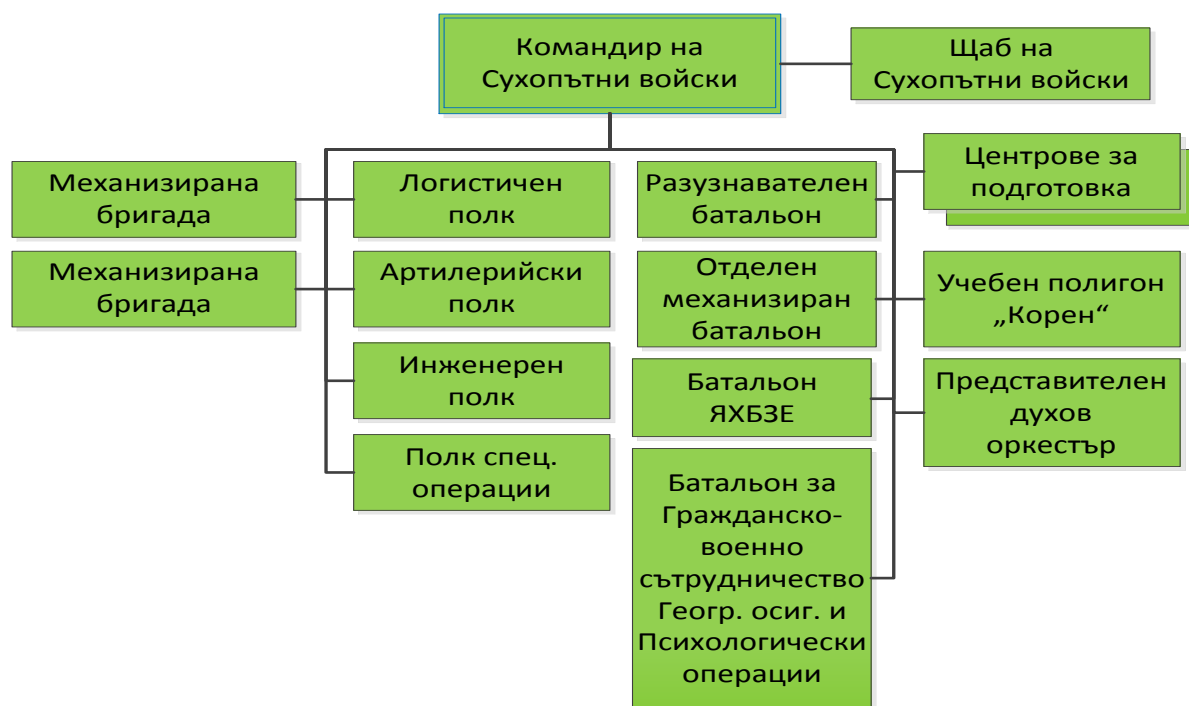 Командир на
Сухопътни войски
Щаб на
Сухопътни войски
Механизирана
бригада
Механизирана
бригада
Логистичен
полк
Артилерийски
полк
Инженерен
полк
Полк спец.
операции
Разузнавателен
батальон
Отделен
механизиран
батальон
Батальон
ЯХБЗЕ
Батальон за
Гражданско-
военно
сътрудничество
Геогр. осиг. и
Психологически
операции
Центрове за
подготовка
Учебен полигон
„Корен“
Представителен
духов
оркестър